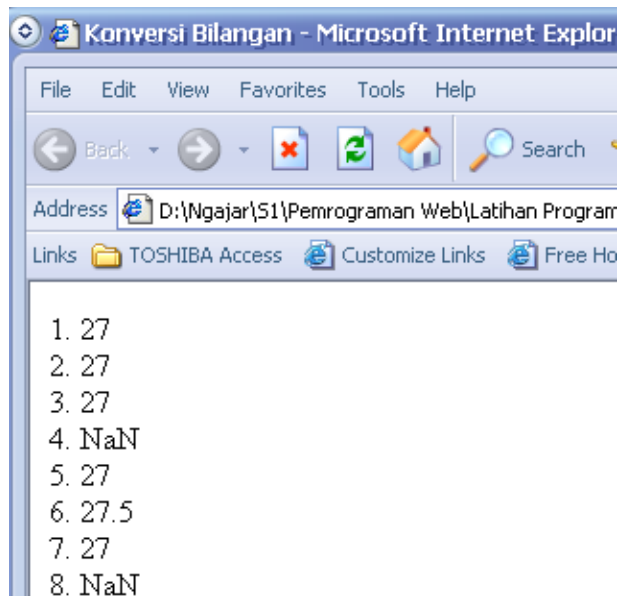 Konversi Bilangan - Microsoft Internet Explor
File Edit View Favorites Tools Help
Back Search
Address D:\Ngajar\S1\Pemrograman Web\Latihan Program
Links TOSHIBA Access Customize Links Free Ho
1. 27
2. 27
3. 27
4. NaN
5. 27
6. 27.5
7. 27
8. NaN